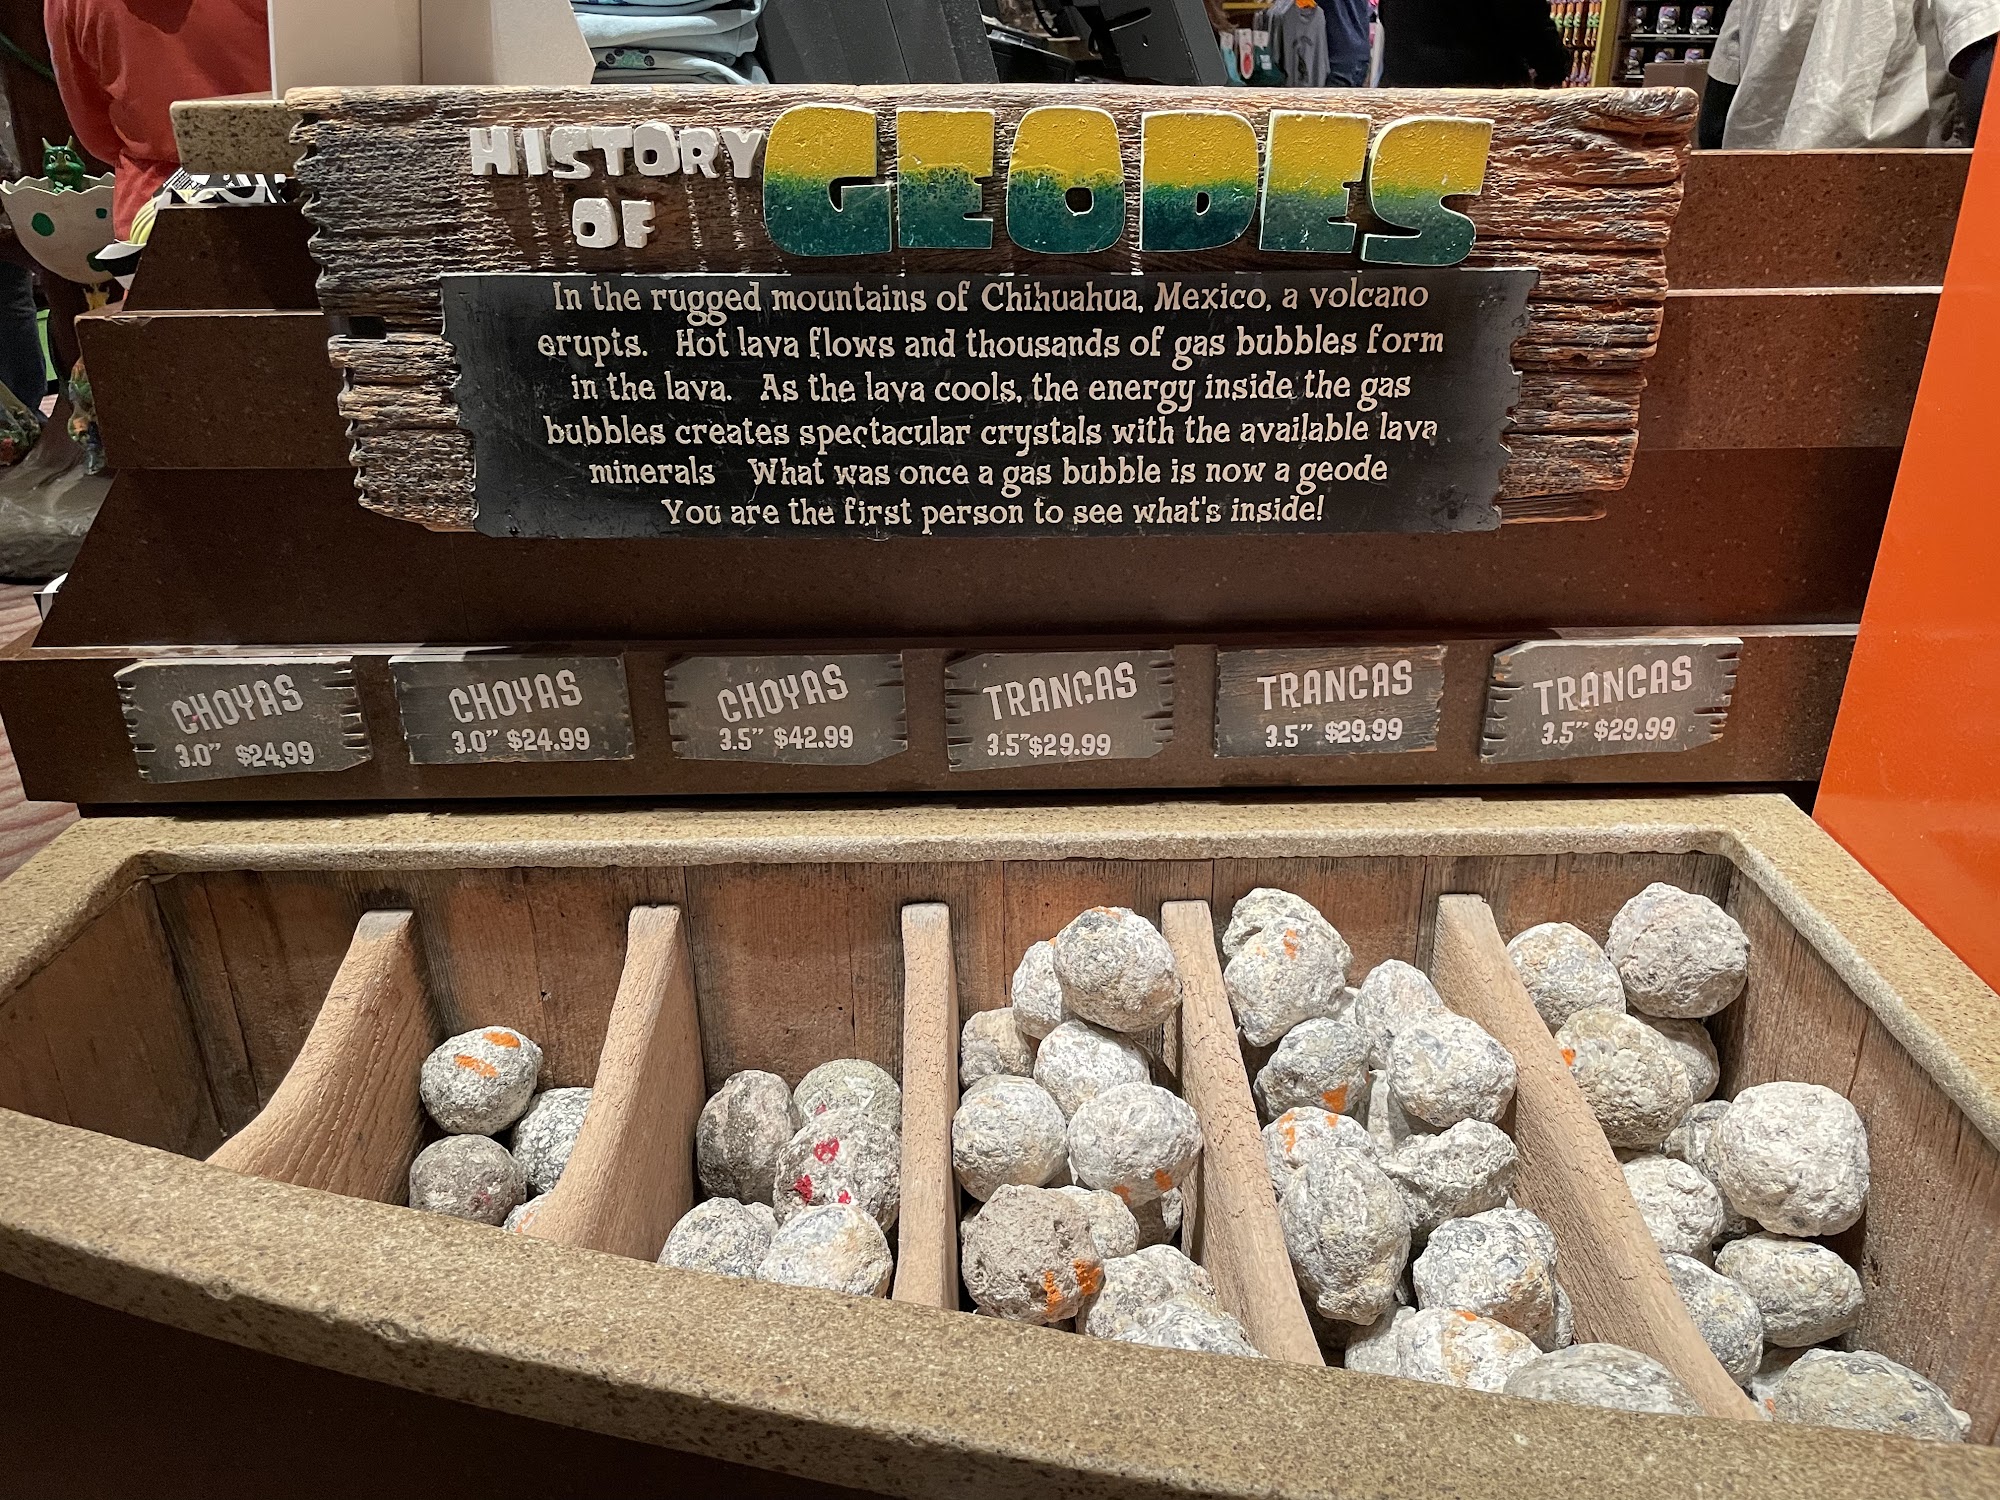 HISTORY
OF
GEODES
In the rugged mountains of Chihuahua, Mexico, a volcano
erupts. Hot lava flows and thousands of gas bubbles form
in the lava. As the lava cools, the energy inside the gas
bubbles creates spectacular crystals with the available lava
minerals What was once a gas bubble is now a geode
You are the first person to see what's inside!
CHOYAS
3.0" $24.99
CHOYAS
3.0" $24.99
CHOYAS
3.5" $42.99
TRANCAS
3.5" $29.99
TRANCAS
3.5" $29.99
TRANCAS
3.5" $29.99